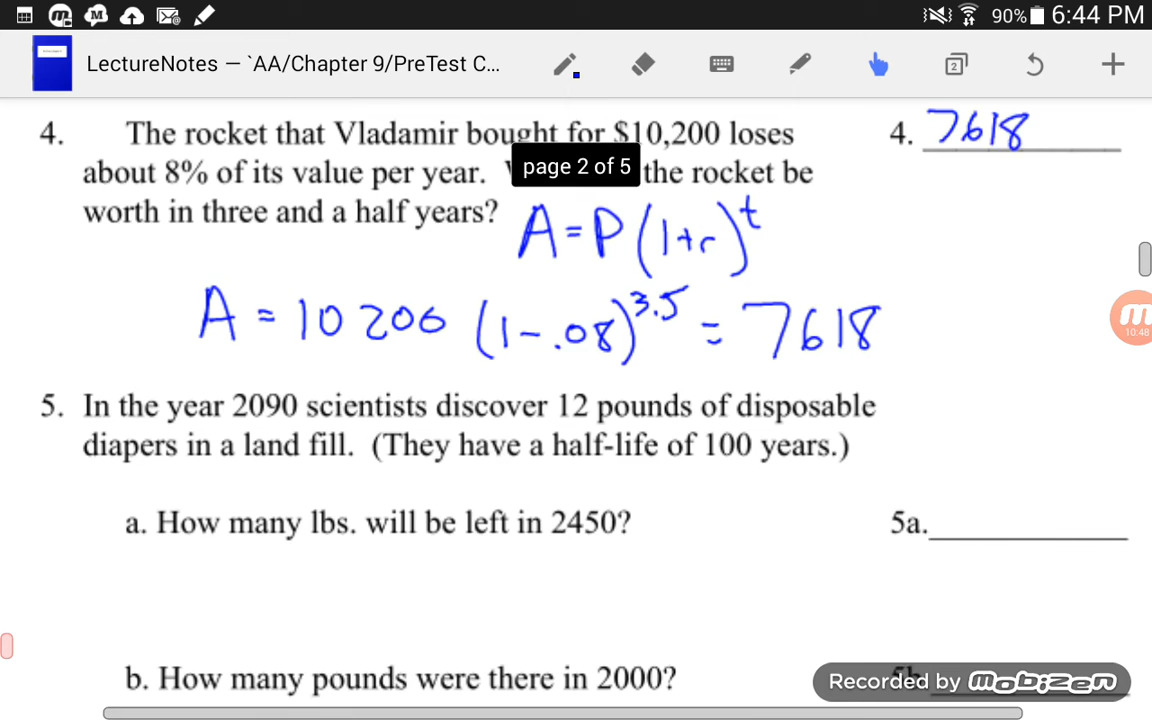 90% 6:44 PM
LectureNotes — `AA/Chapter 9/PreTest C...
2
4. The rocket that Vladamir bought for $10,200 loses
4. 7618
about 8% of its value per year. the rocket be
page 2 of 5
worth in three and a half years?
A = P(1+r)^t
A = 10200 (1-.08)^3.5 = 7618
10:48
5. In the year 2090 scientists discover 12 pounds of disposable
diapers in a land fill. (They have a half-life of 100 years.)
a. How many lbs. will be left in 2450?
5a.
b. How many pounds were there in 2000?
Recorded by mobizen